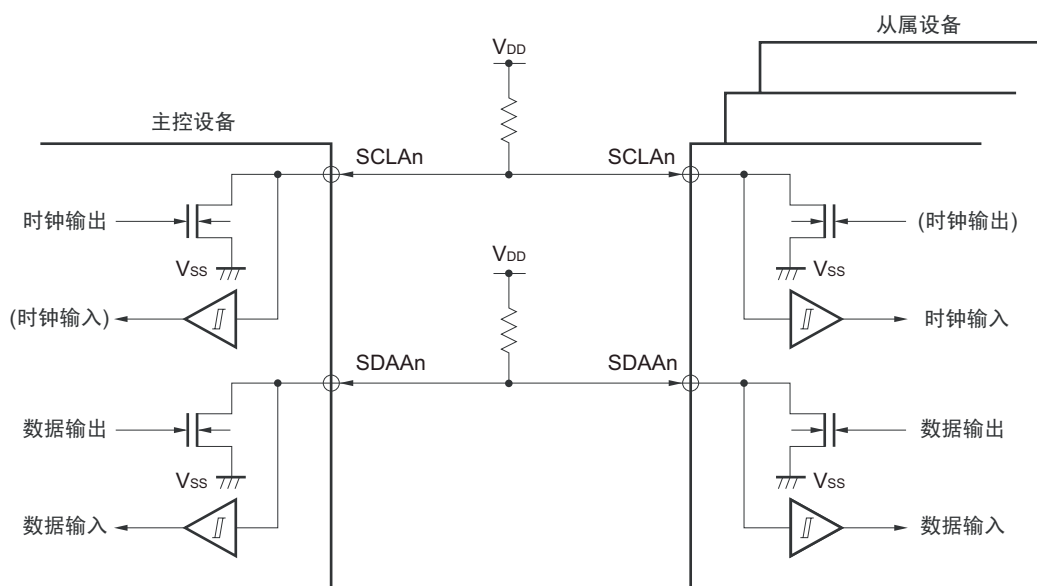 从属设备
VDD
主控设备
SCLAn
SCLAn
时钟输出
(时钟输出)
VSS
VDD
VSS
(时钟输入)
时钟输入
SDAAn
SDAAn
数据输出
数据输出
VSS
VSS
数据输入
数据输入